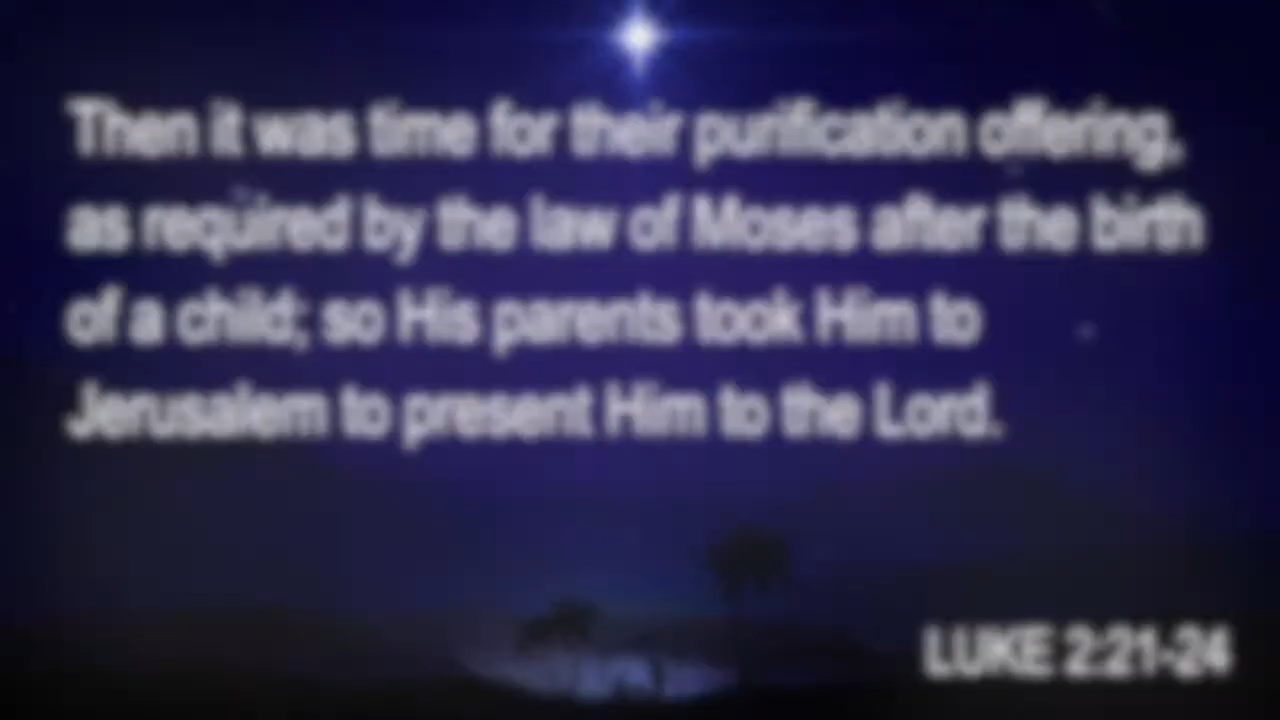 Then it was time for their purification offering,
as required by the law of Moses after the birth
of a child; so His parents took Him to
Jerusalem to present Him to the Lord.
LUKE 2:21-24